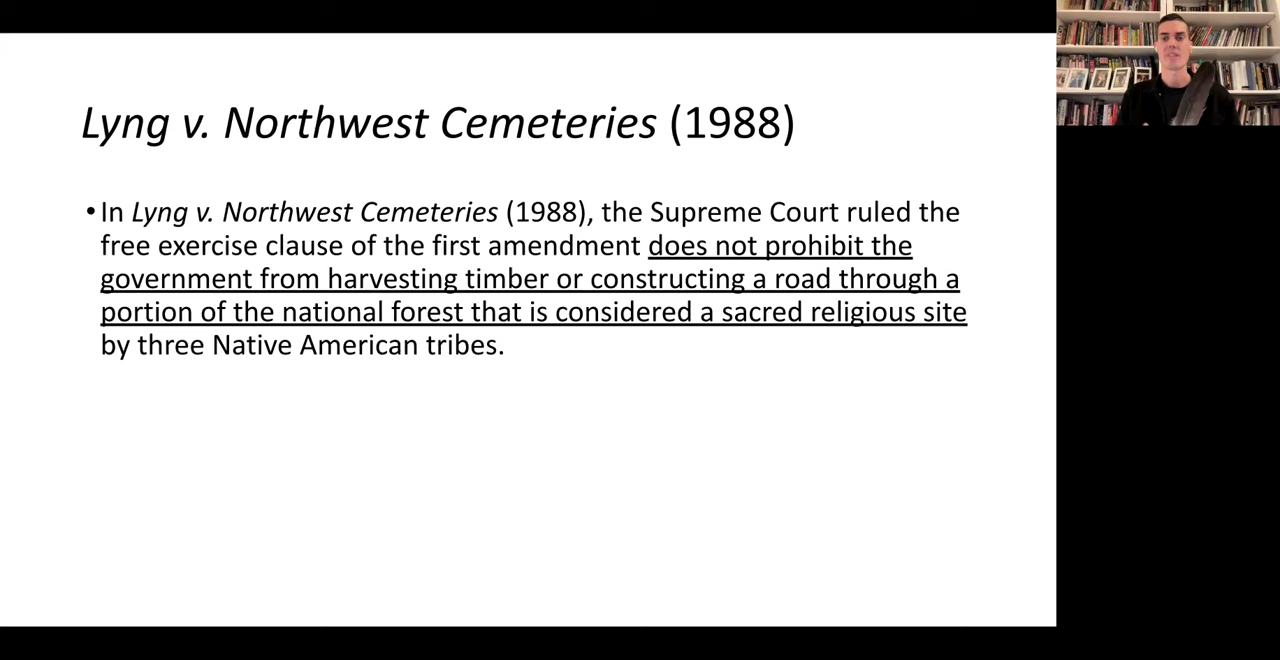 Lyng v. Northwest Cemeteries (1988)
•In Lyng v. Northwest Cemeteries (1988), the Supreme Court ruled the
free exercise clause of the first amendment does not prohibit the
government from harvesting timber or constructing a road through a
portion of the national forest that is considered a sacred religious site
by three Native American tribes.